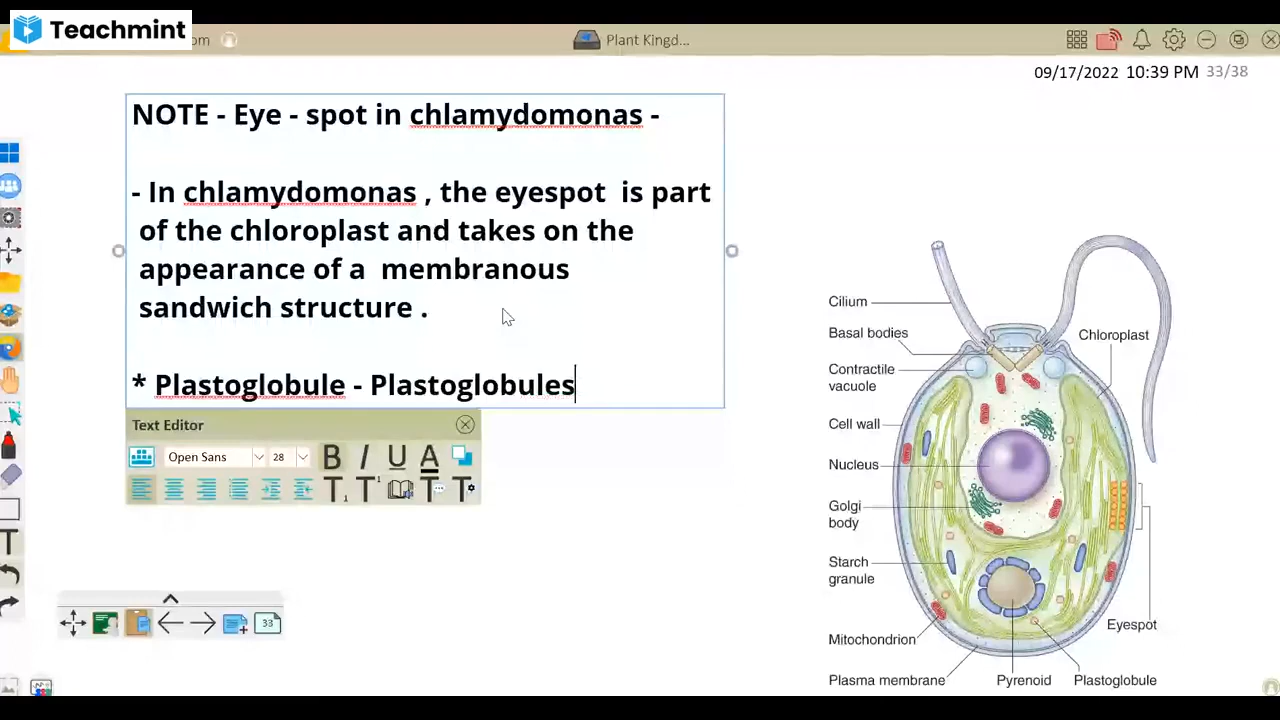 Teachmint
om
Plant Kingd...
09/17/2022 10:39 PM 33/38
NOTE - Eye - spot in chlamydomonas -
- In chlamydomonas , the eyespot is part
of the chloroplast and takes on the
appearance of a membranous
sandwich structure .
* Plastoglobule - Plastoglobules
Text Editor
Open Sans 28
B I U A
T1 T1 T T
33
Cilium
Basal bodies
Chloroplast
Contractile
vacuole
Cell wall
Nucleus
Golgi
body
Starch
granule
Eyespot
Mitochondrion
Plasma membrane
Pyrenoid
Plastoglobule